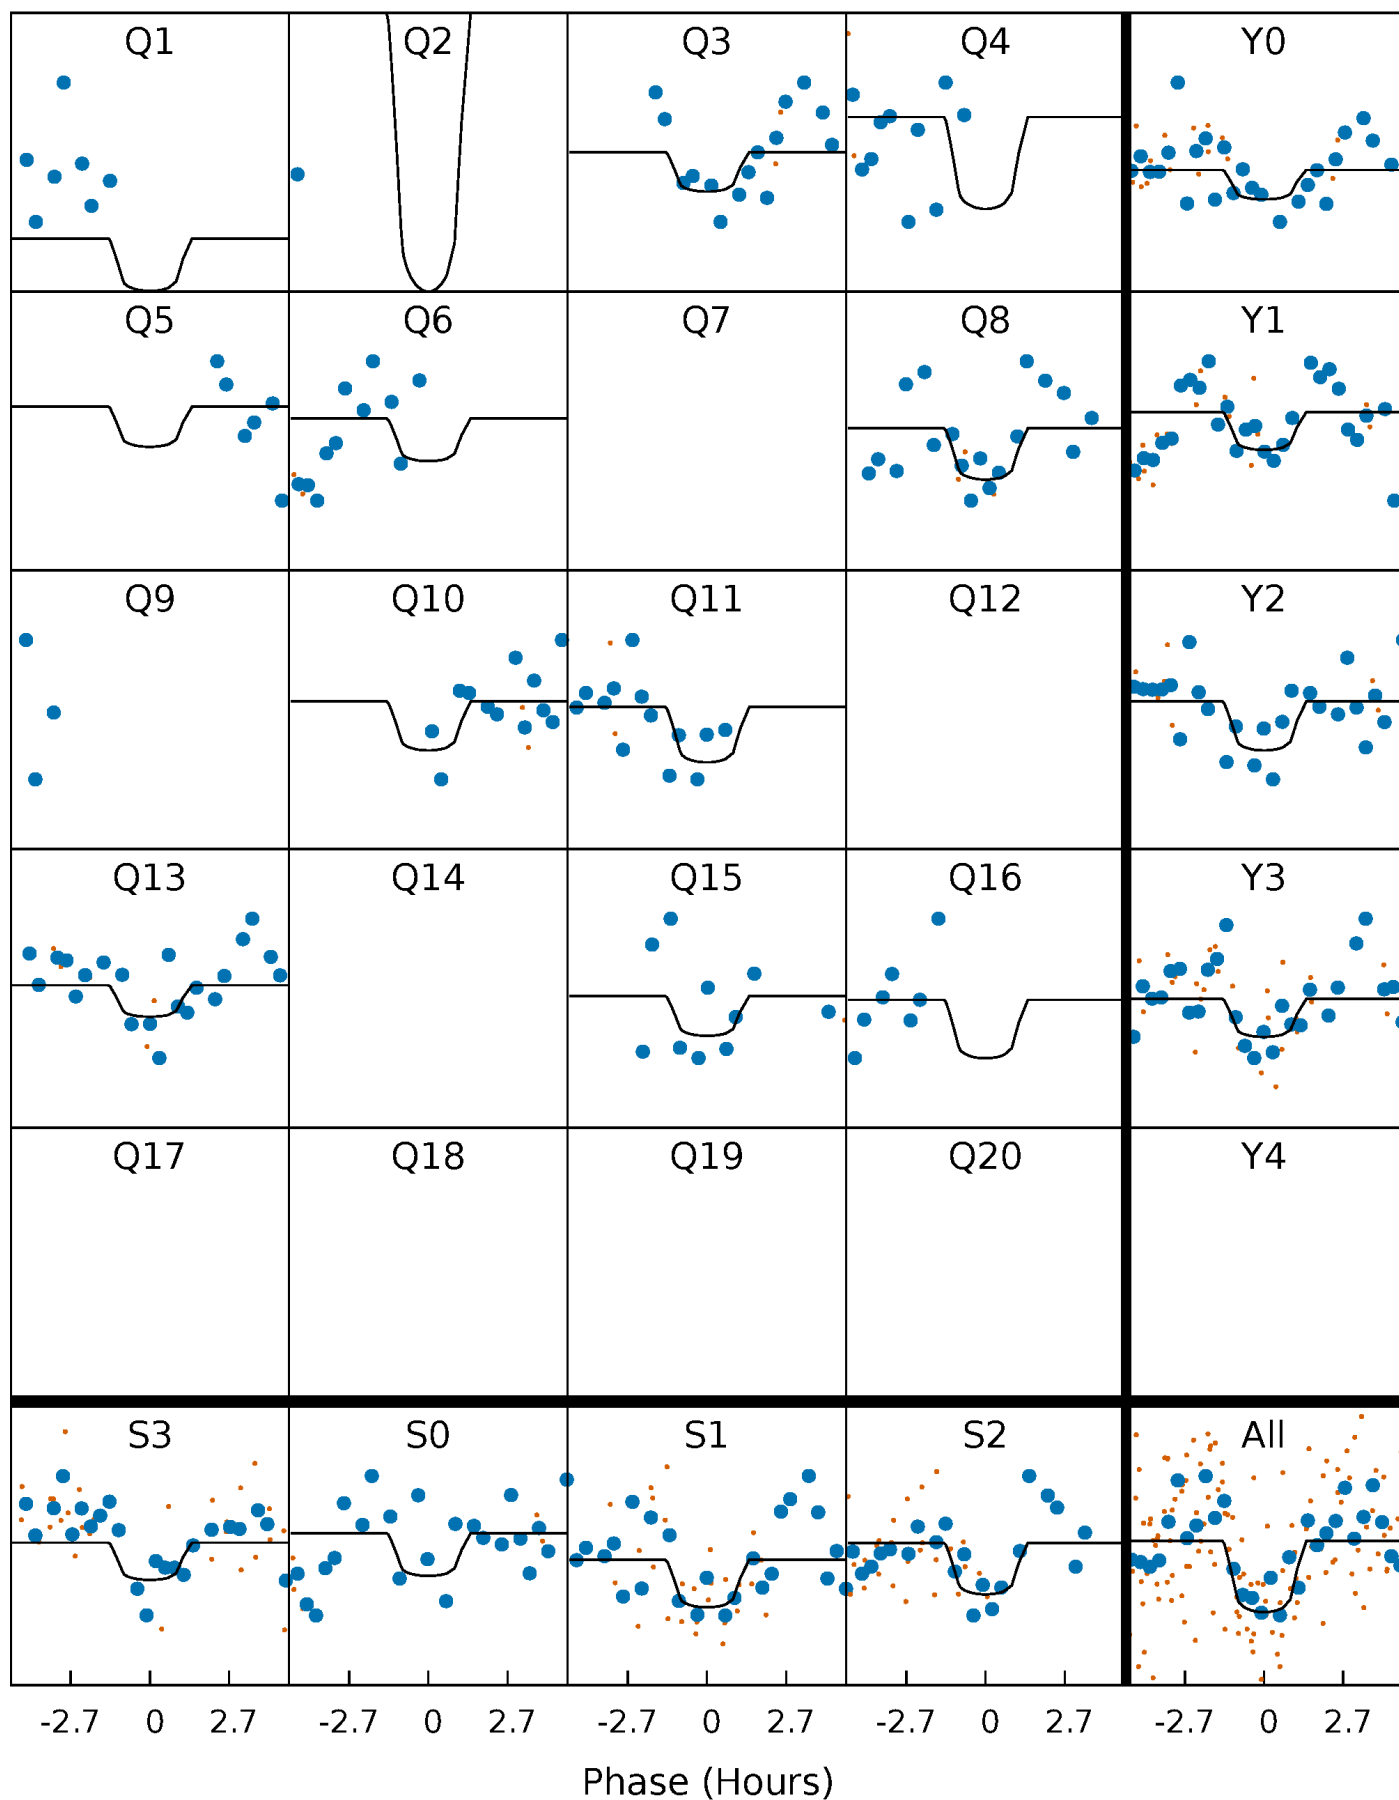 Q1 Q2 Q3 Q4 Y0
Q5 Q6 Q7 Q8 Y1
Q9 Q10 Q11 Q12 Y2
Q13 Q14 Q15 Q16 Y3
Q17 Q18 Q19 Q20 Y4
S3 S0 S1 S2 All
-2.7 0 2.7 -2.7 0 2.7 -2.7 0 2.7 -2.7 0 2.7 -2.7 0 2.7
Phase (Hours)